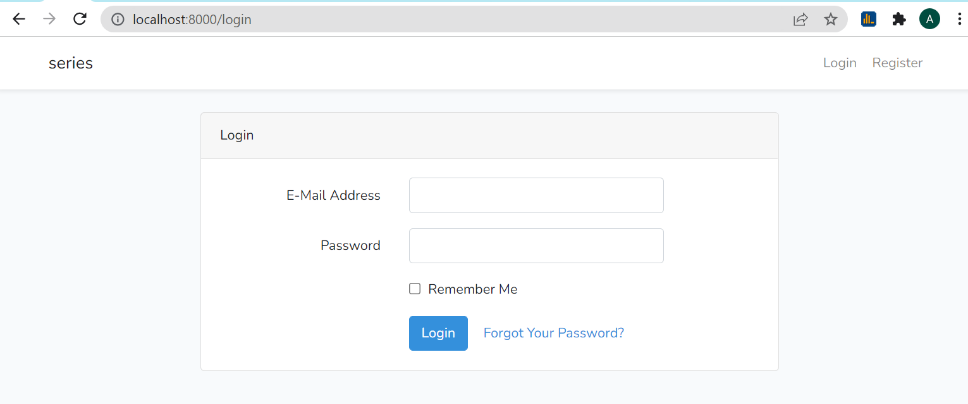 localhost:8000/login
A
series
Login Register
Login
E-Mail Address
Password
Remember Me
Login Forgot Your Password?